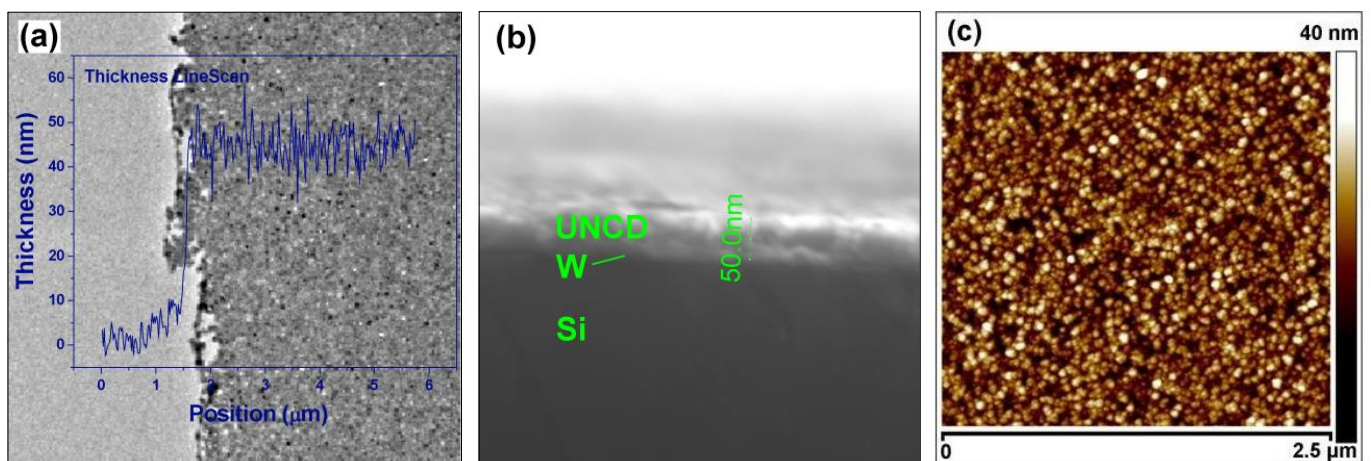 (a)
Thickness LineScan
Thickness (nm)
60
50
40
30
20
10
0
0 1 2 3 4 5 6
Position (μm)
(b)
UNCD
W
50.0nm
Si
(c)
40 nm
0
2.5 μm